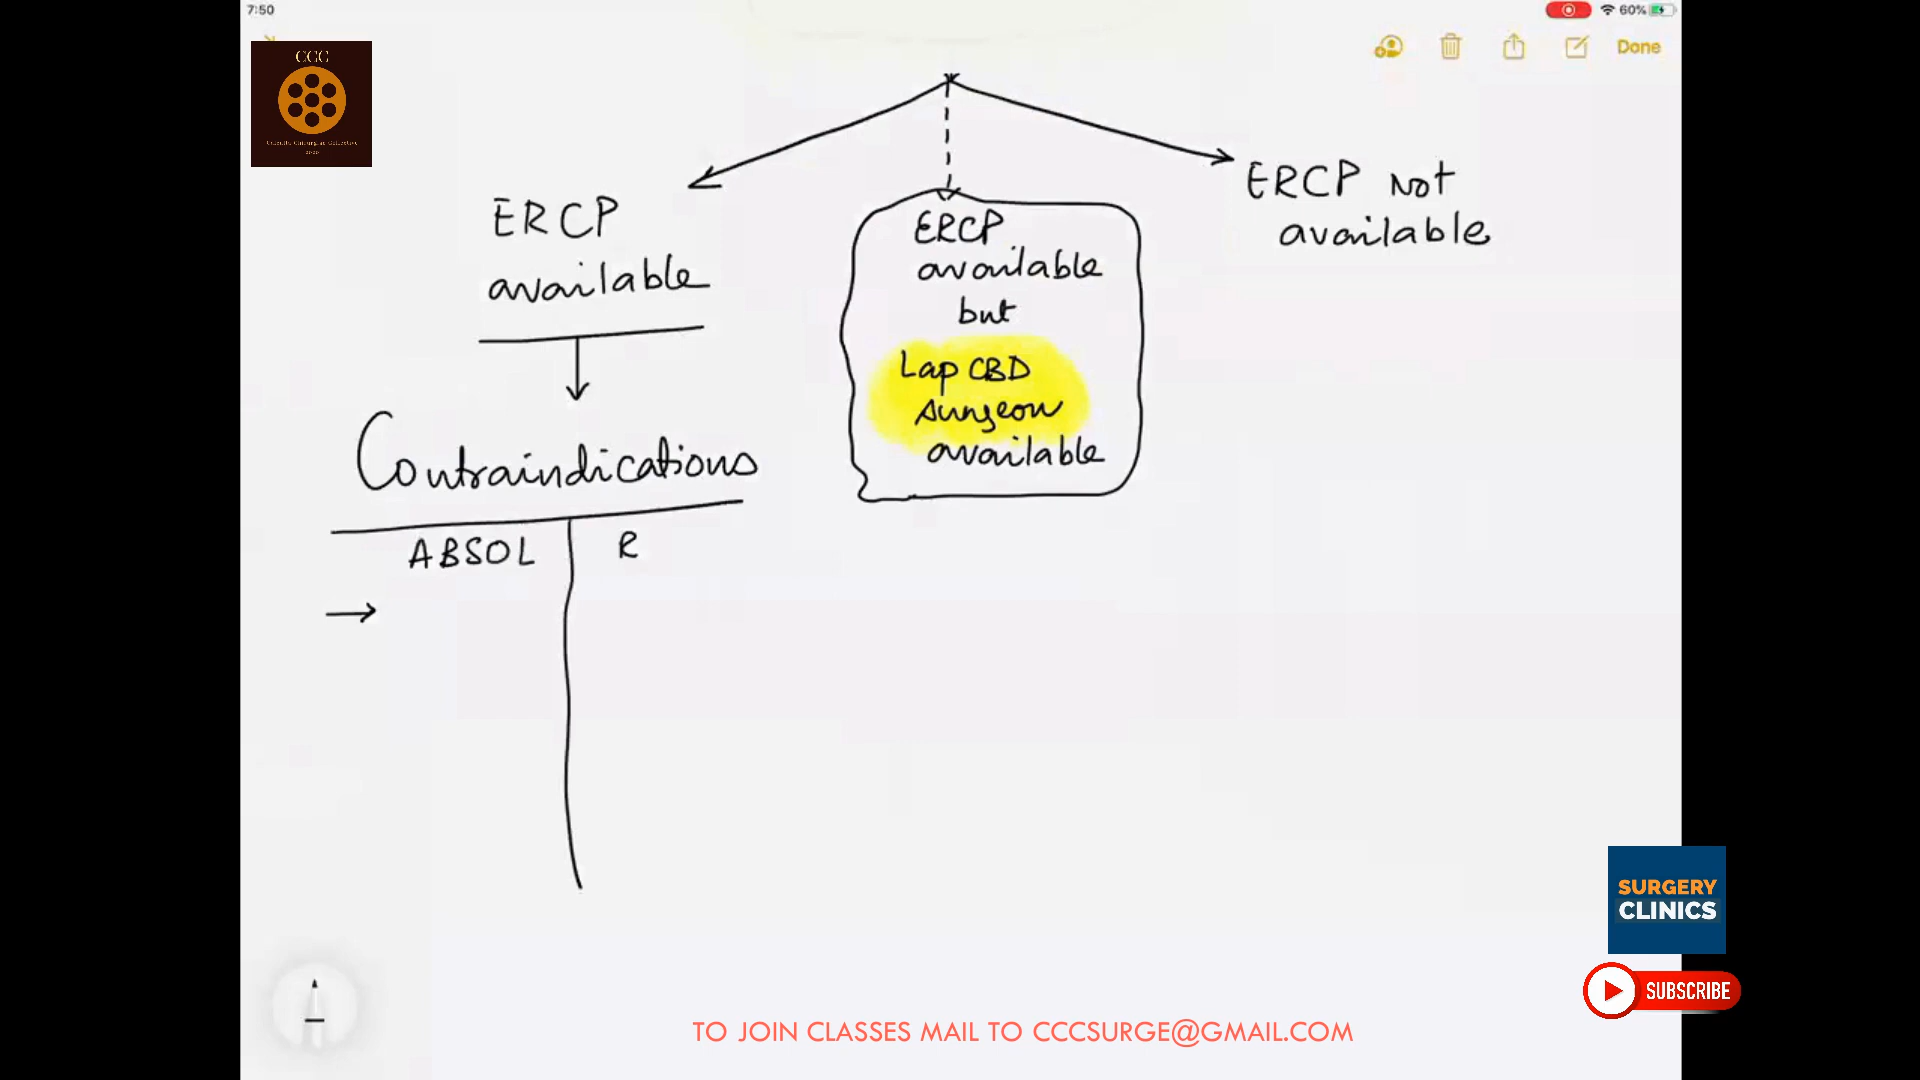 7:50
60%
Done
CCC
2020
ERCP
available
ERCP
available
but
Lap CBD
surgeon
available
ERCP Not
available
Contraindications
ABSOL
R
SURGERY
CLINICS
SUBSCRIBE
TO JOIN CLASSES MAIL TO CCCSURGE@GMAIL.COM